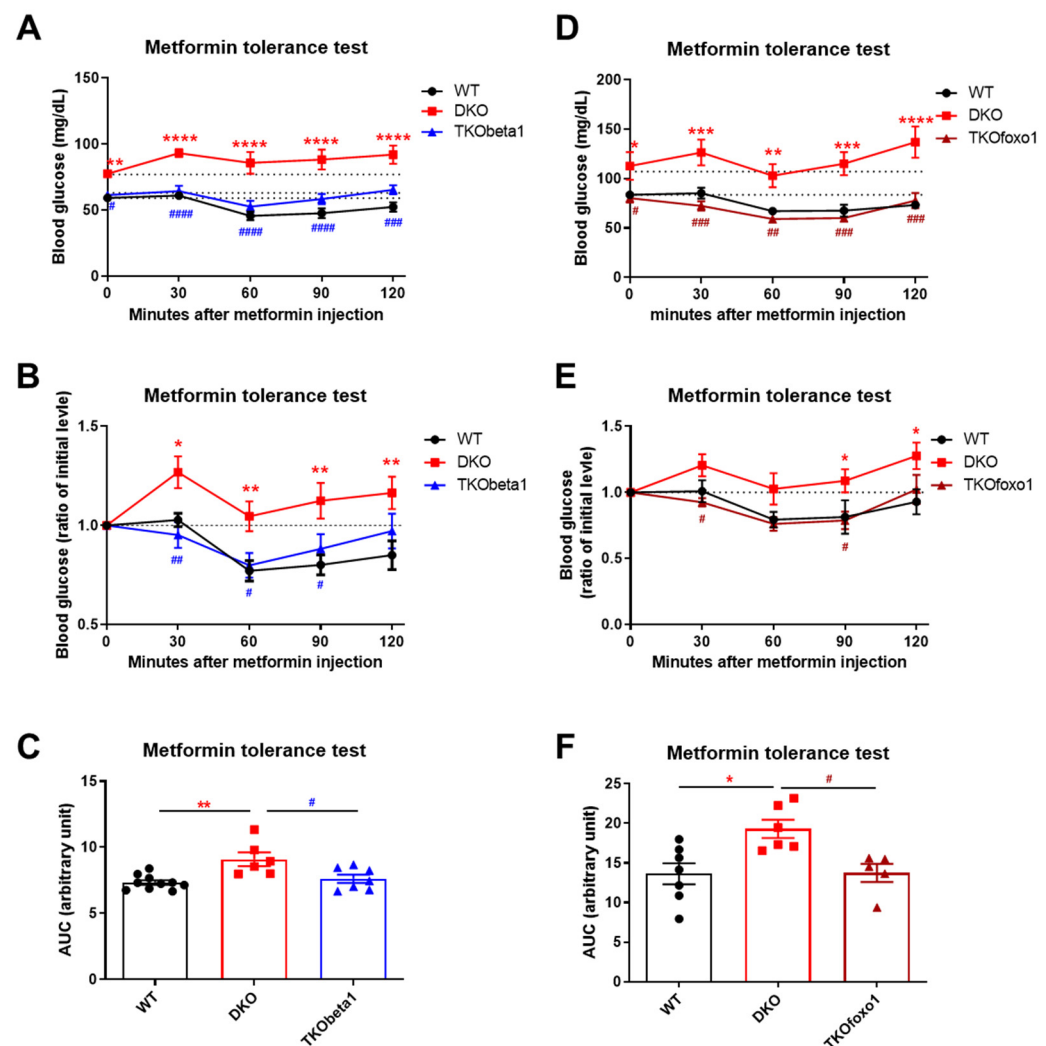 A
Metformin tolerance test
Blood glucose (mg/dL)
150
100
50
0
0 30 60 90 120
Minutes after metformin injection
WT
DKO
TKObeta1
** **** **** **** ****
# #### #### #### ###
D
Metformin tolerance test
Blood glucose (mg/dL)
200
150
100
50
0
0 30 60 90 120
minutes after metformin injection
WT
DKO
TKOfoxo1
* *** ** *** ****
# ### ## ### ###
B
Metformin tolerance test
Blood glucose (ratio of initial levle)
1.5
1.0
0.5
0 30 60 90 120
Minutes after metformin injection
WT
DKO
TKObeta1
* ** ** **
## # #
E
Metformin tolerance test
Blood glucose
(ratio of initial levle)
1.5
1.0
0.5
0.0
0 30 60 90 120
Minutes after metformin injection
WT
DKO
TKOfoxo1
* *
# #
C
Metformin tolerance test
AUC (arbitrary unit)
15
10
5
0
** #
WT DKO TKObeta1
F
Metformin tolerance test
AUC (arbitrary unit)
25
20
15
10
5
0
* #
WT DKO TKOfoxo1